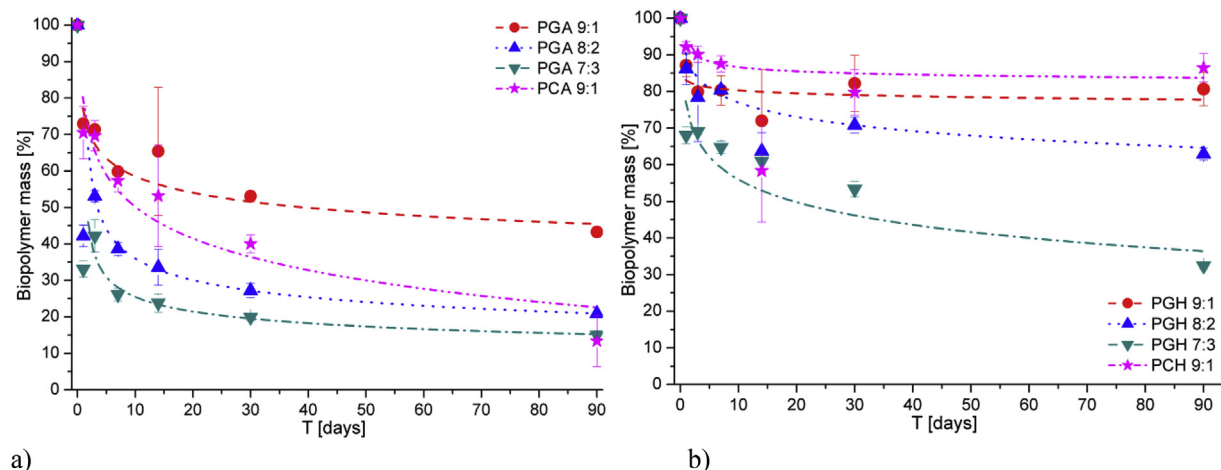 PGA 9:1
PGA 8:2
PGA 7:3
PCA 9:1
Biopolymer mass [%]
100
90
80
70
60
50
40
30
20
10
0
0 10 20 30 40 50 60 70 80 90
T [days]
a)
PGH 9:1
PGH 8:2
PGH 7:3
PCH 9:1
Biopolymer mass [%]
100
90
80
70
60
50
40
30
20
10
0
0 10 20 30 40 50 60 70 80 90
T [days]
b)